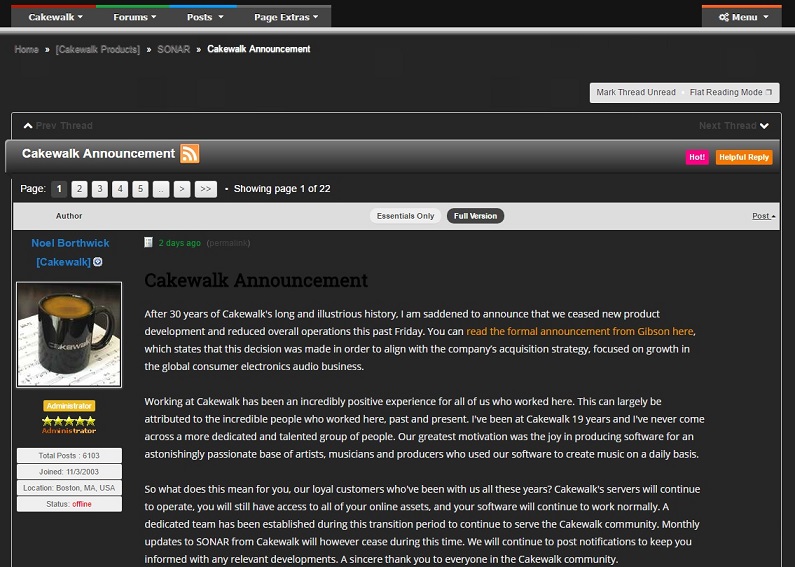 Cakewalk Forums Posts Page Extras Menu
Home » [Cakewalk Products] » SONAR » Cakewalk Announcement
Mark Thread Unread Flat Reading Mode
Prev Thread Next Thread
Cakewalk Announcement Hot! Helpful Reply
Page: 1 2 3 4 5 .. > >> - Showing page 1 of 22
Author Essentials Only Full Version Post
Noel Borthwick
[Cakewalk]
Cakewalk
Administrator
Administrator
Total Posts : 6103
Joined: 11/3/2003
Location: Boston, MA, USA
Status: offline
2 days ago (permalink)
Cakewalk Announcement
After 30 years of Cakewalk's long and illustrious history, I am saddened to announce that we ceased new product
development and reduced overall operations this past Friday. You can read the formal announcement from Gibson here,
which states that this decision was made in order to align with the company's acquisition strategy, focused on growth in
the global consumer electronics audio business.
Working at Cakewalk has been an incredibly positive experience for all of us who worked here. This can largely be
attributed to the incredible people who worked here, past and present. I've been at Cakewalk 19 years and I've never come
across a more dedicated and talented group of people. Our greatest motivation was the joy in producing software for an
astonishingly passionate base of artists, musicians and producers who used our software to create music on a daily basis.
So what does this mean for you, our loyal customers who've been with us all these years? Cakewalk's servers will continue
to operate, you will still have access to all of your online assets, and your software will continue to work normally. A
dedicated team has been established during this transition period to continue to serve the Cakewalk community. Monthly
updates to SONAR from Cakewalk will however cease during this time. We will continue to post notifications to keep you
informed with any relevant developments. A sincere thank you to everyone in the Cakewalk community.